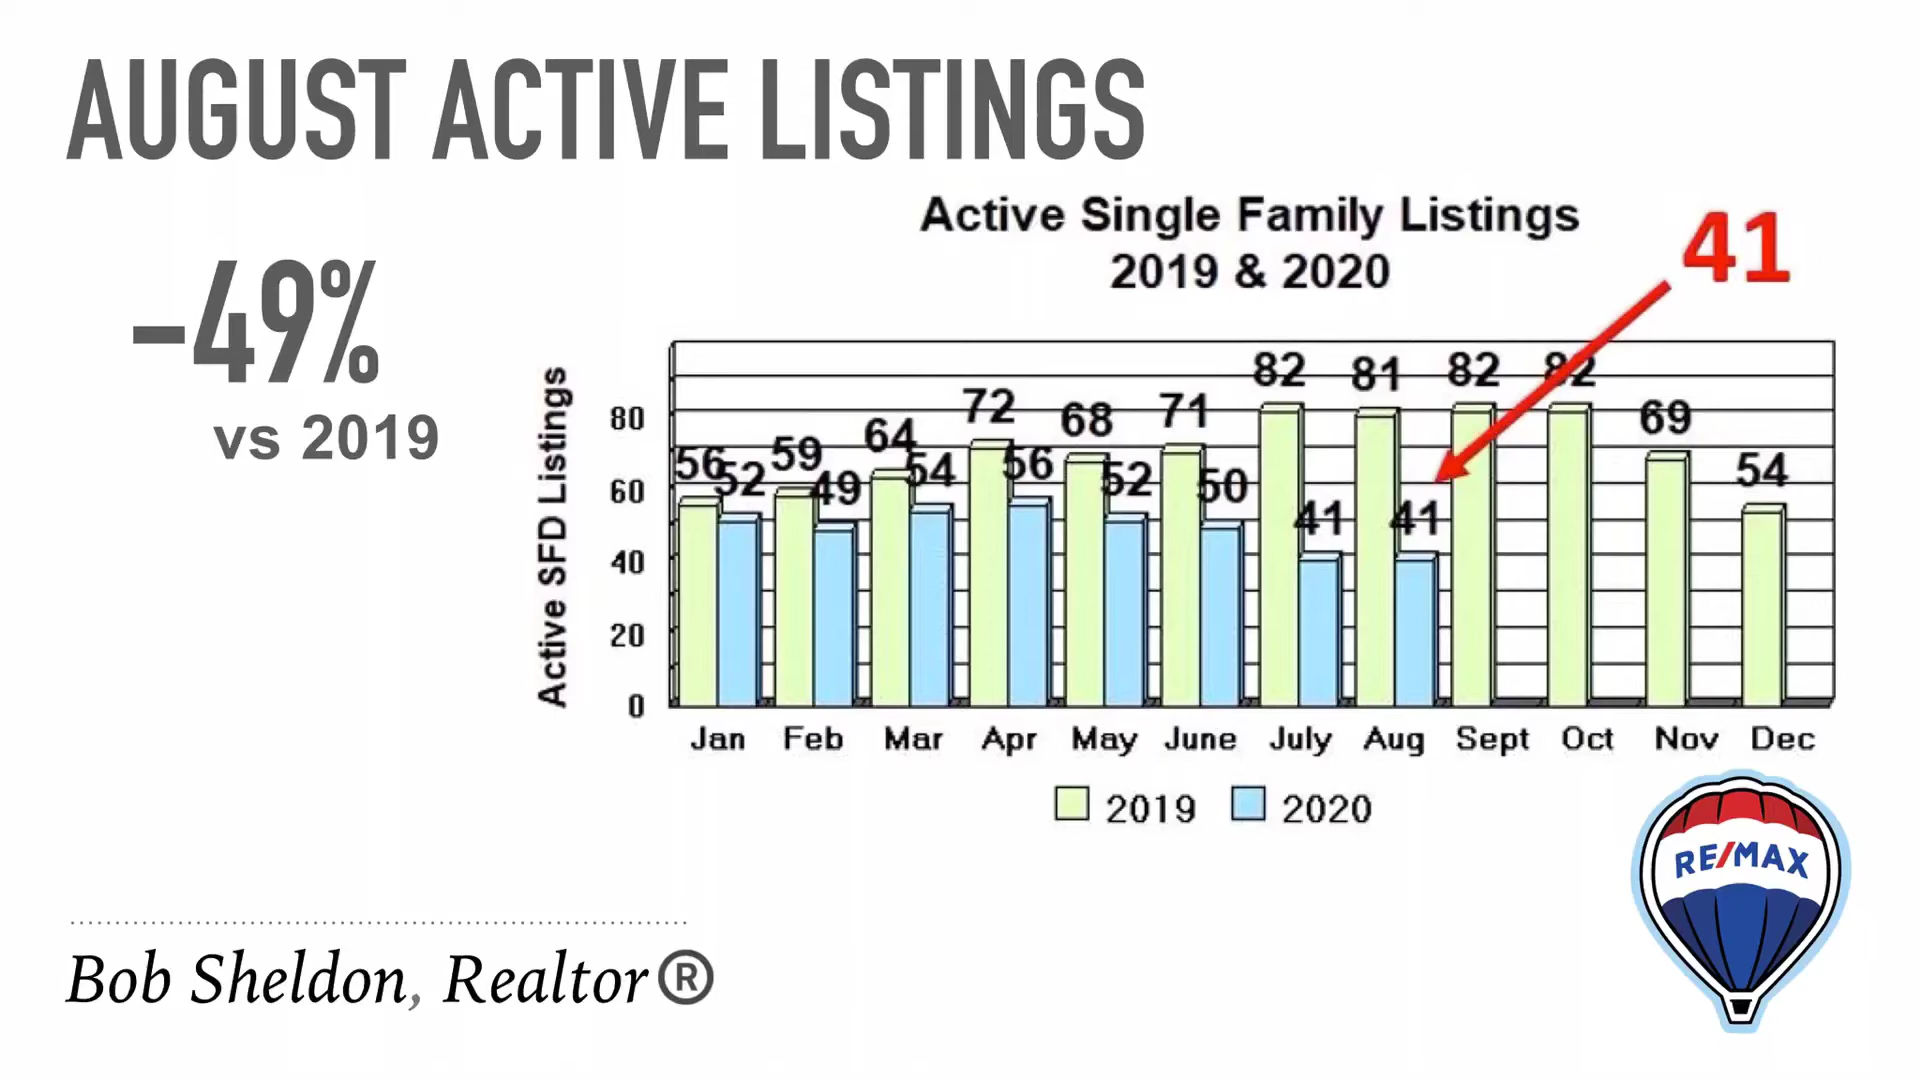 AUGUST ACTIVE LISTINGS
-49%
vs 2019
Active Single Family Listings
2019 & 2020
41
Active SFD Listings
80
60
40
20
0
56 52 59 49 64 54 72 56 68 52 71 50 82 41 81 41 82 82 69 54
Jan Feb Mar Apr May June July Aug Sept Oct Nov Dec
2019 2020
RE/MAX
Bob Sheldon, Realtor®